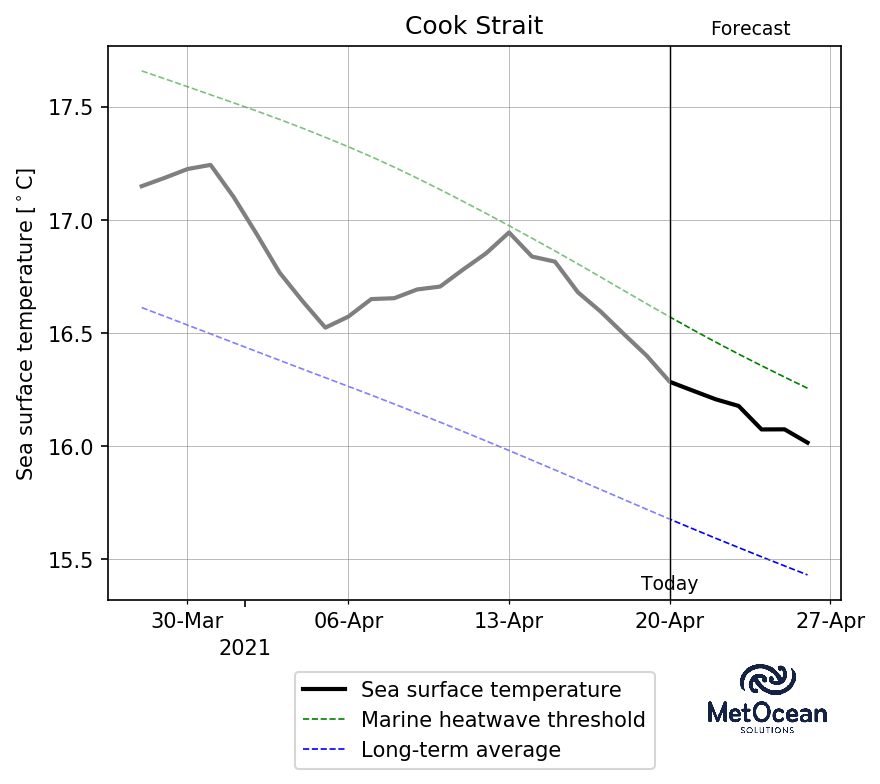 Cook Strait
Forecast
Sea surface temperature [°C]
17.5
17.0
16.5
16.0
15.5
Today
30-Mar 06-Apr 13-Apr 20-Apr 27-Apr
2021
Sea surface temperature
Marine heatwave threshold
Long-term average
MetOcean
SOLUTIONS